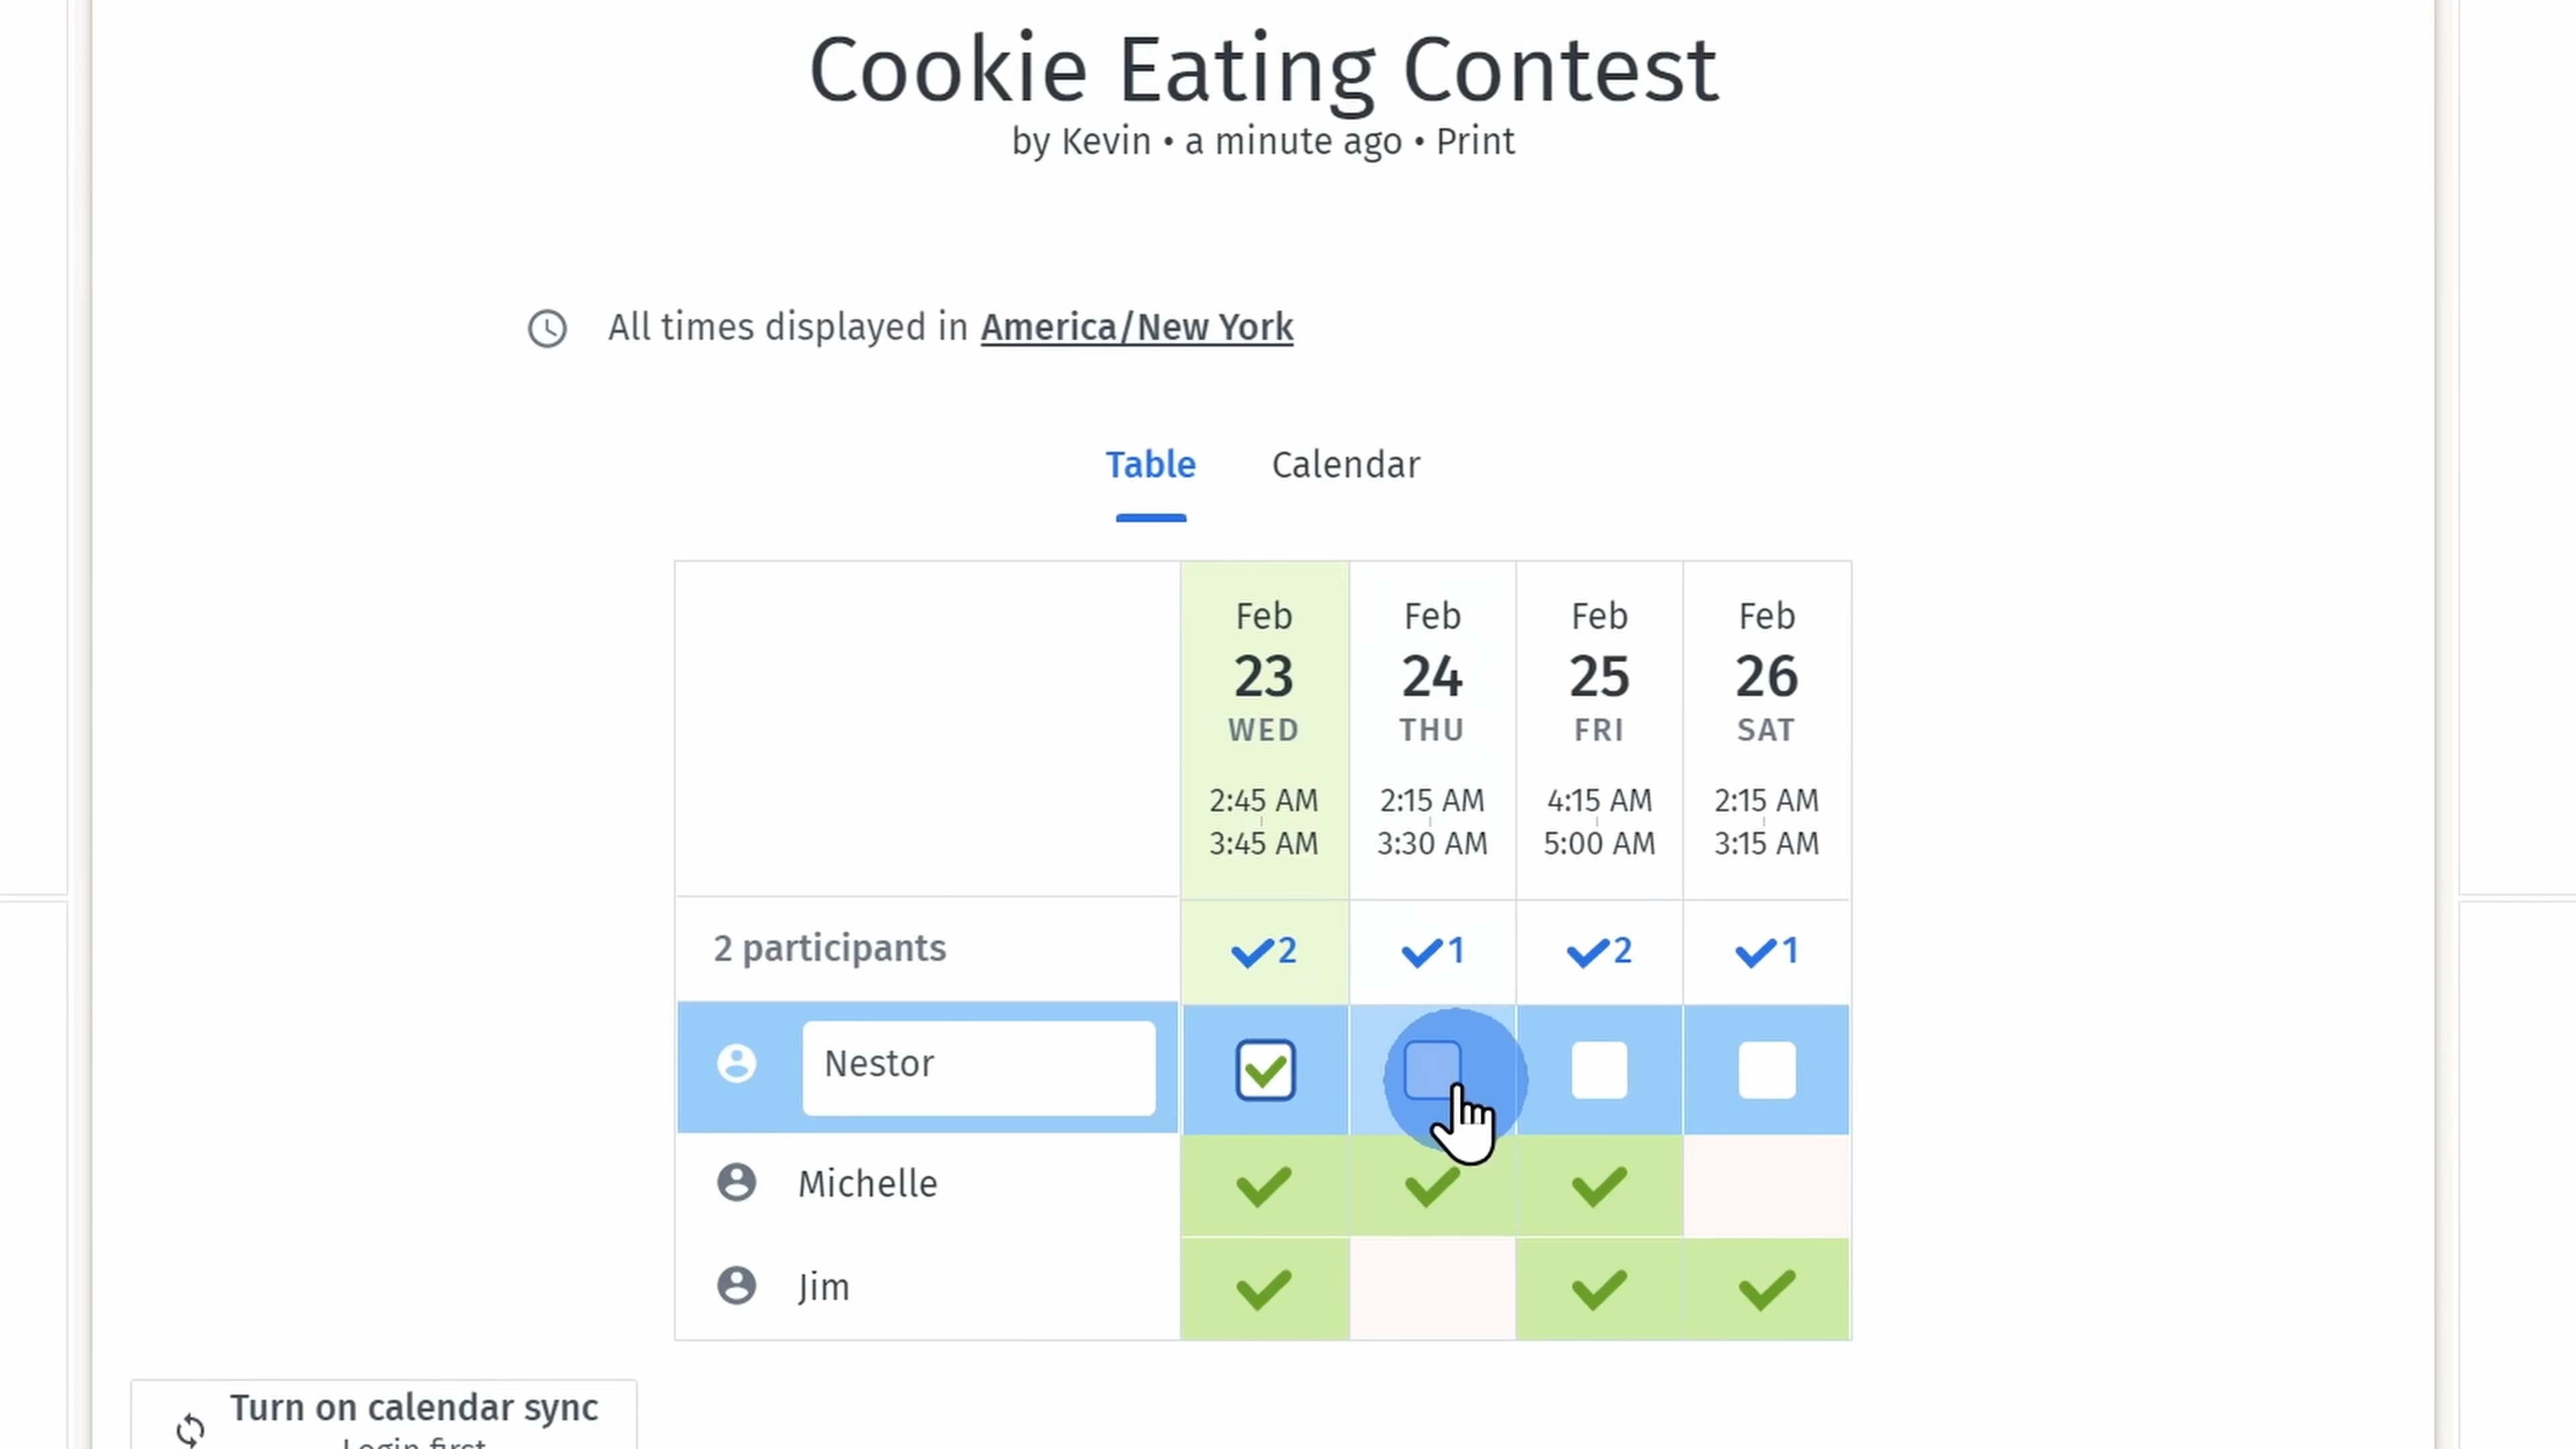 Cookie Eating Contest
by Kevin • a minute ago • Print
All times displayed in America/New York
Table Calendar
Feb Feb Feb Feb
23 24 25 26
WED THU FRI SAT
2:45 AM 2:15 AM 4:15 AM 2:15 AM
3:45 AM 3:30 AM 5:00 AM 3:15 AM
2 participants 2 1 2 1
Nestor
Michelle
Jim
Turn on calendar sync
Login first